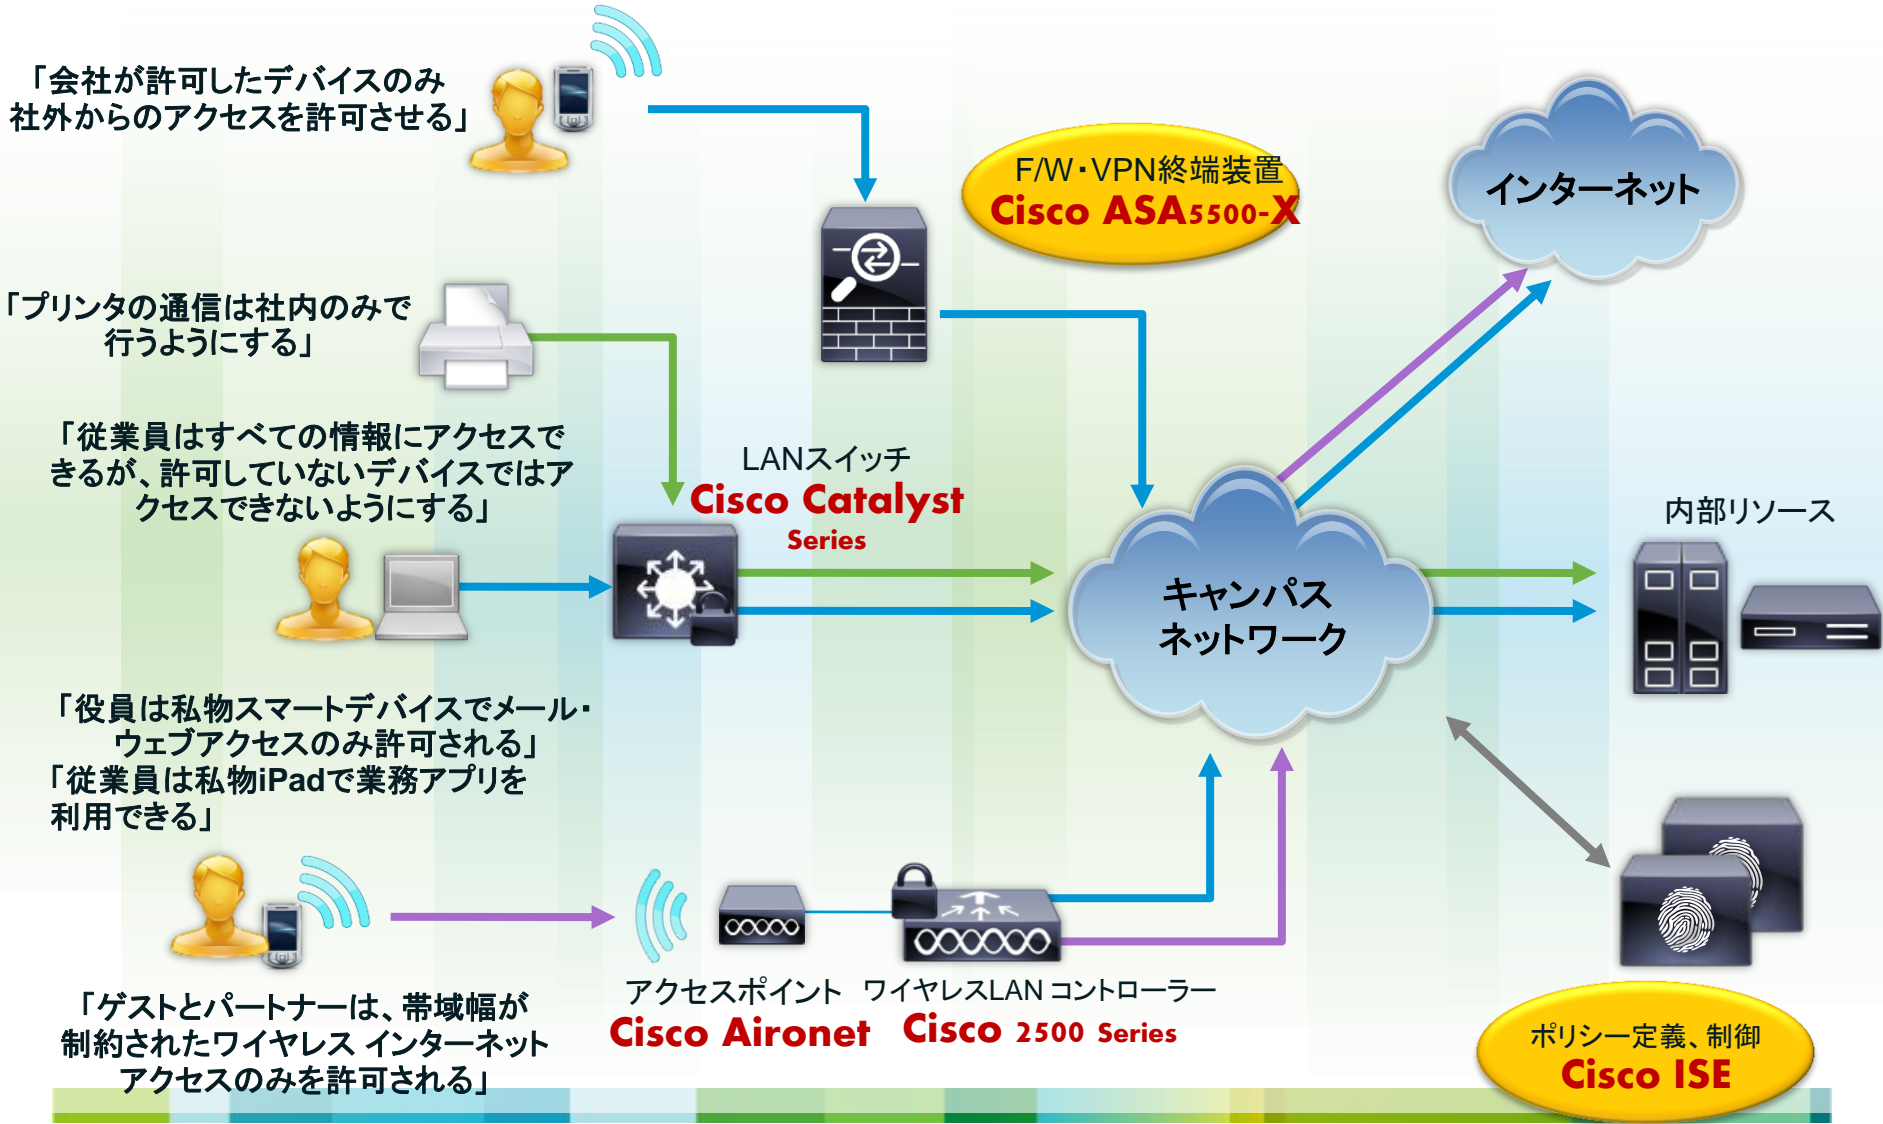 「会社が許可したデバイスのみ
社外からのアクセスを許可させる」
F/W・VPN終端装置
Cisco ASA5500-X
インターネット
「プリンタの通信は社内のみで
行うようにする」
「従業員はすべての情報にアクセスで
きるが、許可していないデバイスではア
クセスできないようにする」
LANスイッチ
Cisco Catalyst
Series
キャンパス
ネットワーク
内部リソース
「役員は私物スマートデバイスでメール・
ウェブアクセスのみ許可される」
「従業員は私物iPadで業務アプリを
利用できる」
アクセスポイント
Cisco Aironet
ワイヤレスLAN コントローラー
Cisco 2500 Series
「ゲストとパートナーは、帯域幅が
制約されたワイヤレス インターネット
アクセスのみを許可される」
ポリシー定義、制御
Cisco ISE